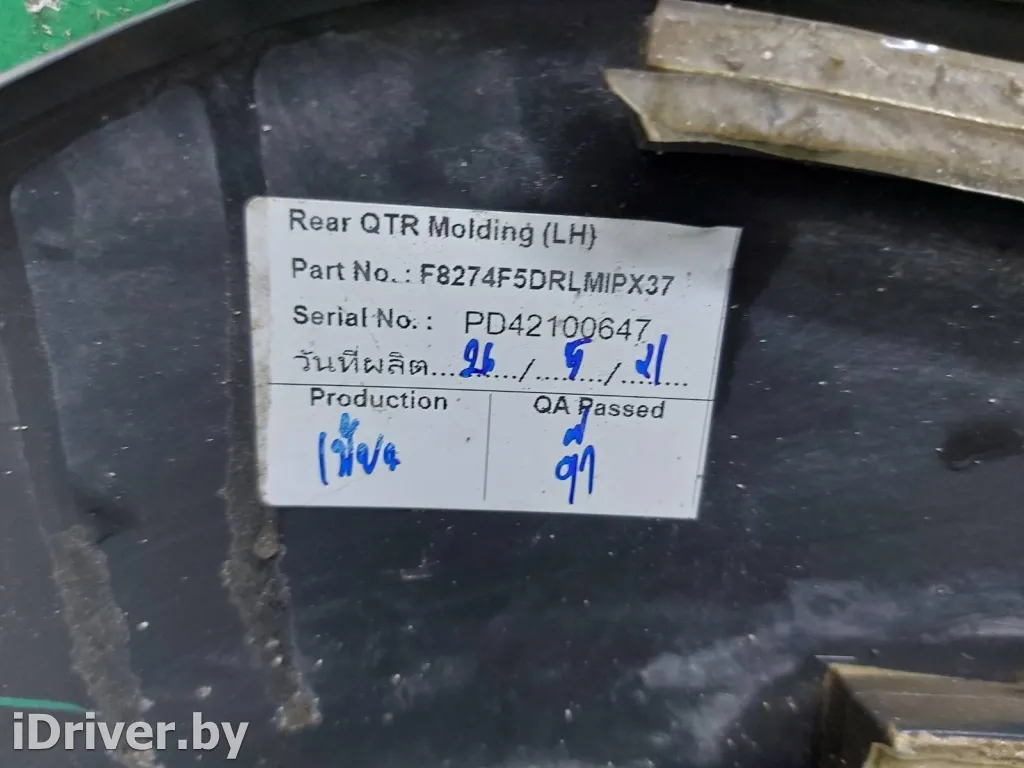 Rear QTR Molding (LH)
Part No. : F8274F5DRLMIPX37
Serial No. : PD42100647
วันที่ผลิต....26..../....5..../....21....
Production
QA Passed
iDriver.by